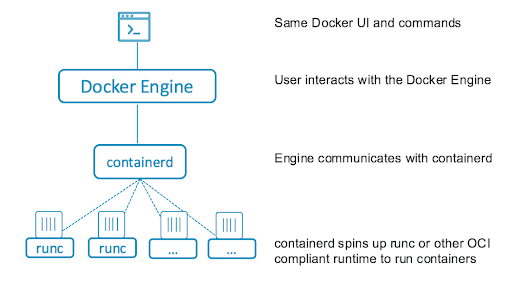 Same Docker UI and commands
Docker Engine
User interacts with the Docker Engine
containerd
Engine communicates with containerd
runc
runc
...
...
containerd spins up runc or other OCI
compliant runtime to run containers